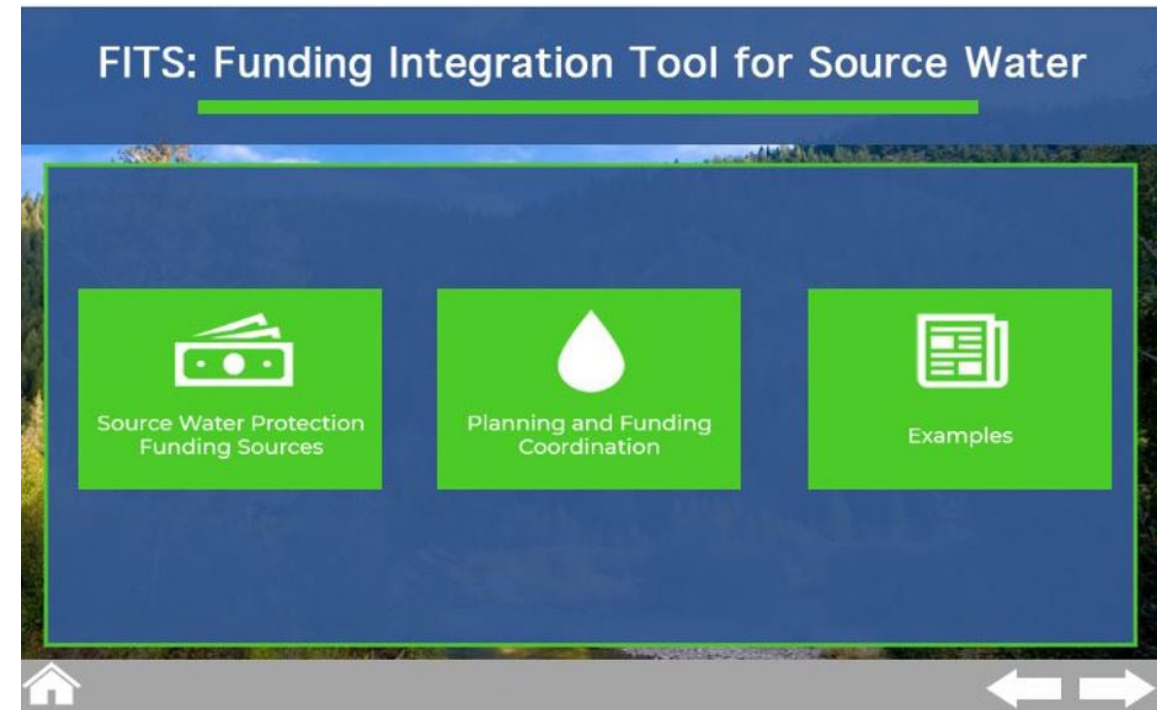 FITS: Funding Integration Tool for Source Water
Source Water Protection
Funding Sources
Planning and Funding
Coordination
Examples